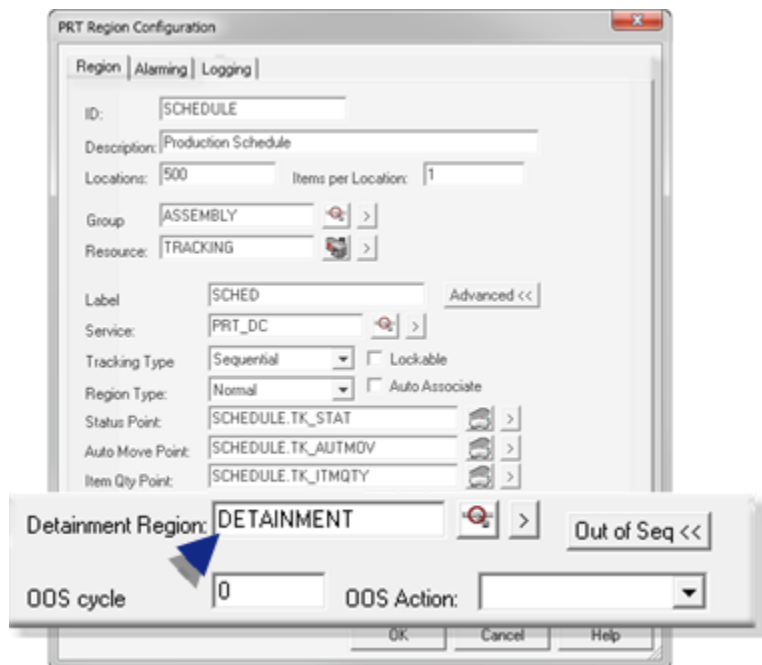 PRT Region Configuration
Region Alarming Logging
ID: SCHEDULE
Description: Production Schedule
Locations: 500 Items per Location: 1
Group ASSEMBLY >
Resource: TRACKING >
Label SCHED Advanced <<
Service: PRT_DC >
Tracking Type Sequential Lockable
Region Type: Normal Auto Associate
Status Point: SCHEDULE.TK_STAT >
Auto Move Point: SCHEDULE.TK_AUTMOV >
Item Qty Point: SCHEDULE.TK_ITMQTY >
Detainment Region: DETAINMENT > Out of Seq <<
OOS cycle 0 OOS Action:
OK Cancel Help